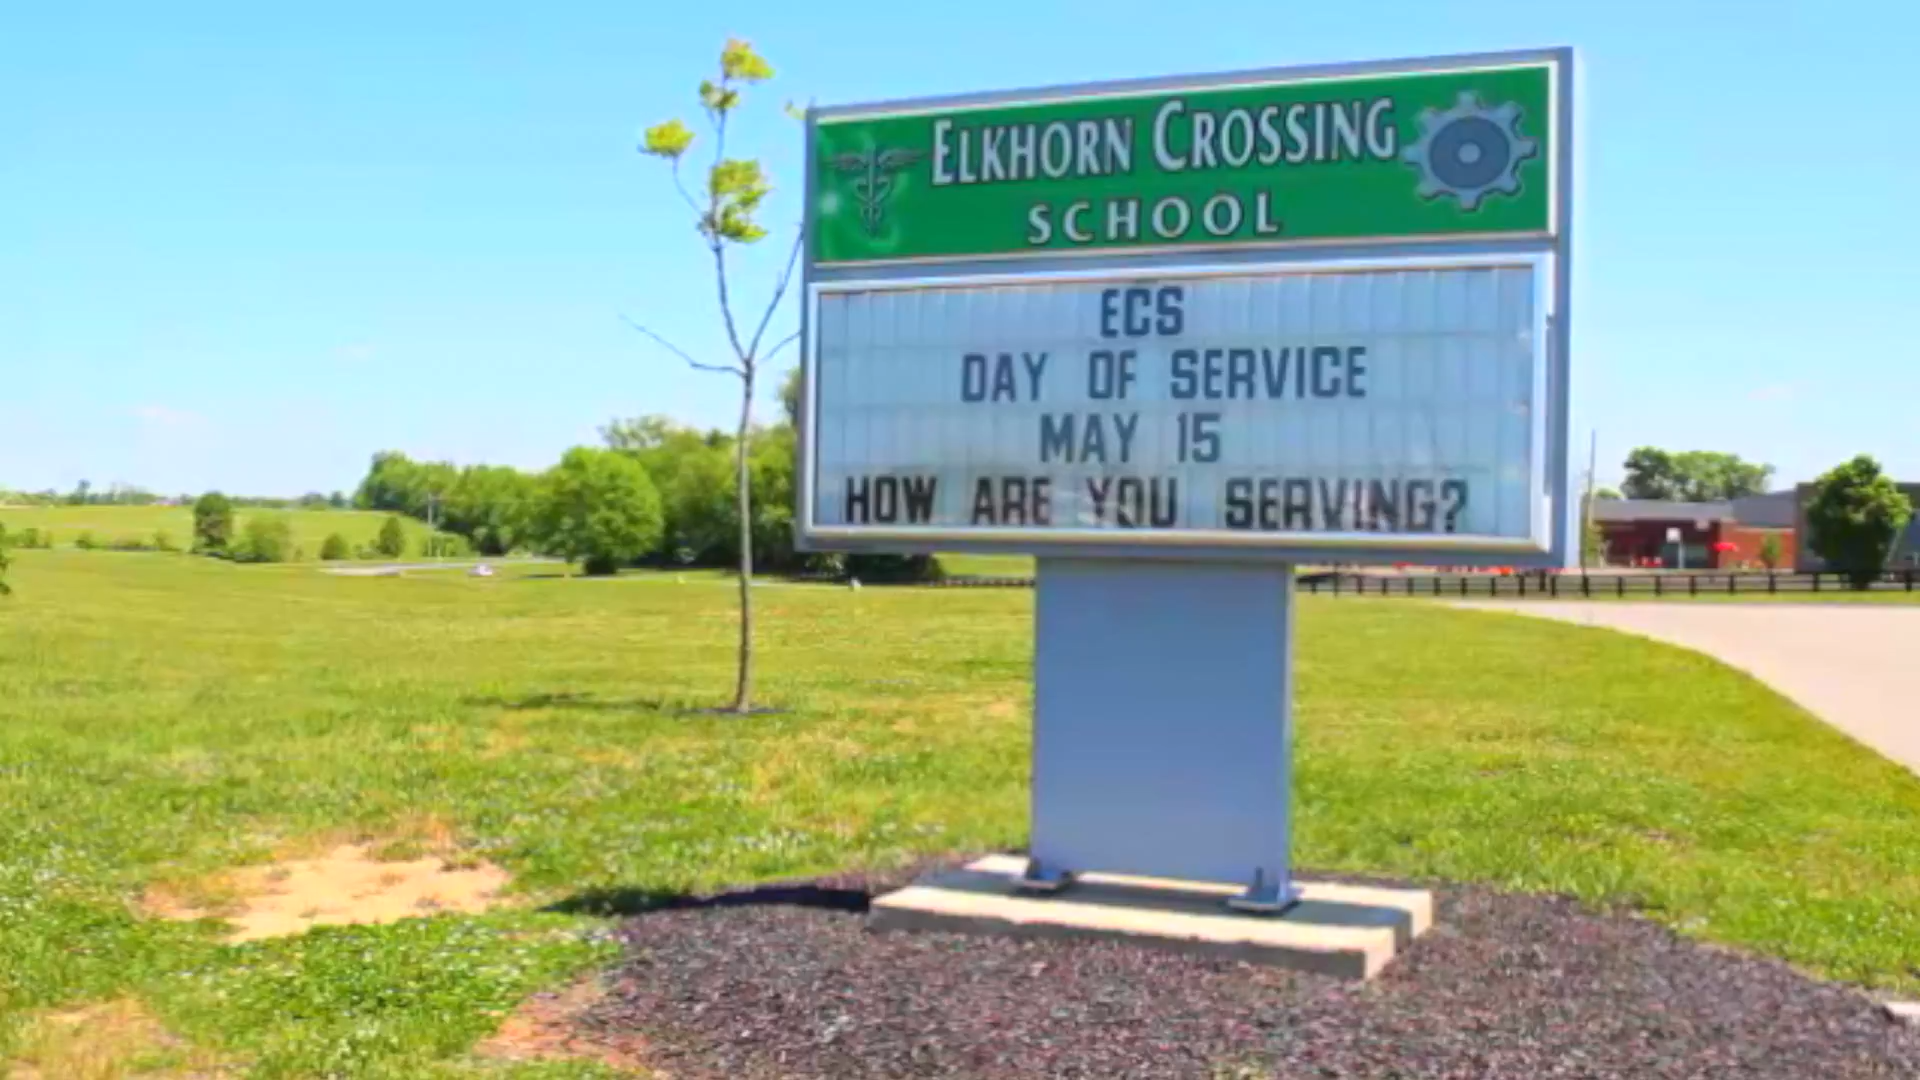 ELKHORN CROSSING
SCHOOL
ECS
DAY OF SERVICE
MAY 15
HOW ARE YOU SERVING?